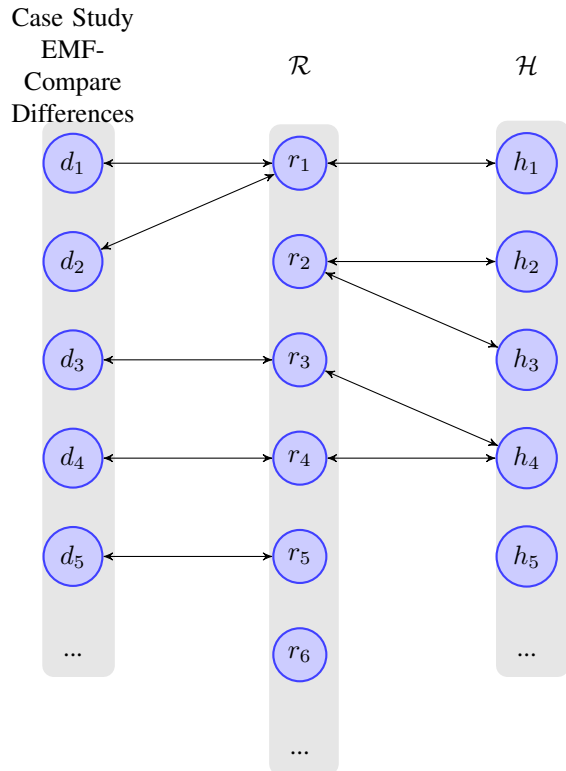 Case Study
EMF-
Compare
Differences
ℛ
ℋ
d₁ r₁ h₁
d₂ r₂ h₂
d₃ r₃ h₃
d₄ r₄ h₄
d₅ r₅ h₅
... r₆ ...
...